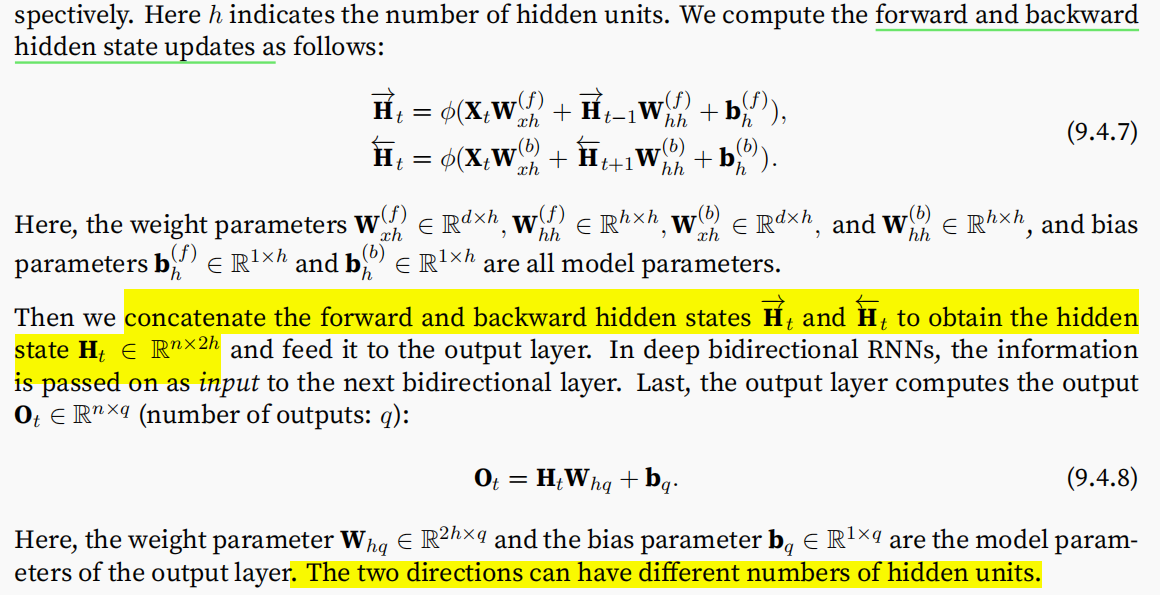 spectively. Here h indicates the number of hidden units. We compute the forward and backward
hidden state updates as follows:
$\overrightarrow{\mathbf{H}}_t = \phi(\mathbf{X}_t \mathbf{W}_{xh}^{(f)} + \overrightarrow{\mathbf{H}}_{t-1} \mathbf{W}_{hh}^{(f)} + \mathbf{b}_h^{(f)}),$
$\overleftarrow{\mathbf{H}}_t = \phi(\mathbf{X}_t \mathbf{W}_{xh}^{(b)} + \overleftarrow{\mathbf{H}}_{t+1} \mathbf{W}_{hh}^{(b)} + \mathbf{b}_h^{(b)}).$
(9.4.7)
Here, the weight parameters $\mathbf{W}_{xh}^{(f)} \in \mathbb{R}^{d \times h}, \mathbf{W}_{hh}^{(f)} \in \mathbb{R}^{h \times h}, \mathbf{W}_{xh}^{(b)} \in \mathbb{R}^{d \times h},$ and $\mathbf{W}_{hh}^{(b)} \in \mathbb{R}^{h \times h}$, and bias
parameters $\mathbf{b}_h^{(f)} \in \mathbb{R}^{1 \times h}$ and $\mathbf{b}_h^{(b)} \in \mathbb{R}^{1 \times h}$ are all model parameters.
Then we concatenate the forward and backward hidden states $\overrightarrow{\mathbf{H}}_t$ and $\overleftarrow{\mathbf{H}}_t$ to obtain the hidden
state $\mathbf{H}_t \in \mathbb{R}^{n \times 2h}$ and feed it to the output layer. In deep bidirectional RNNs, the information
is passed on as input to the next bidirectional layer. Last, the output layer computes the output
$\mathbf{O}_t \in \mathbb{R}^{n \times q}$ (number of outputs: q):
$\mathbf{O}_t = \mathbf{H}_t \mathbf{W}_{hq} + \mathbf{b}_q.$ (9.4.8)
Here, the weight parameter $\mathbf{W}_{hq} \in \mathbb{R}^{2h \times q}$ and the bias parameter $\mathbf{b}_q \in \mathbb{R}^{1 \times q}$ are the model param-
eters of the output layer. The two directions can have different numbers of hidden units.